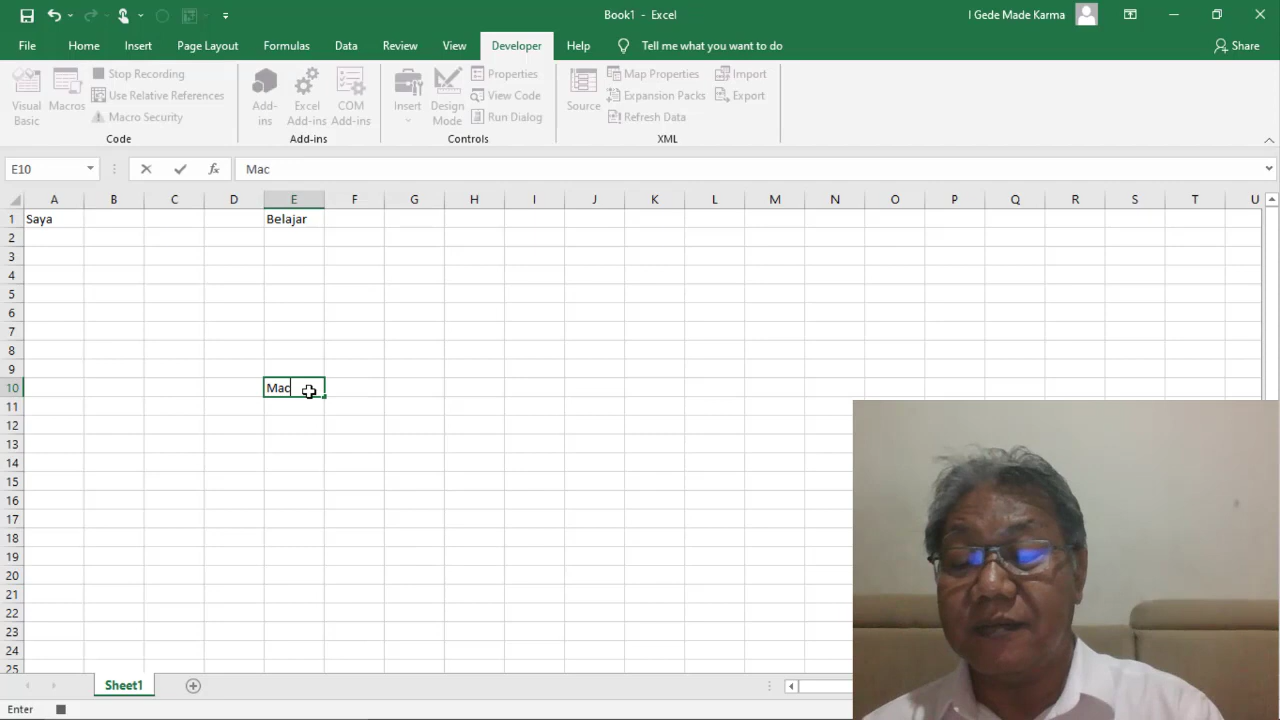 Book1 - Excel
I Gede Made Karma
File Home Insert Page Layout Formulas Data Review View Developer Help Tell me what you want to do Share
Visual Basic
Macros
Stop Recording
Use Relative References
Macro Security
Code
Add-ins
Excel Add-ins
COM Add-ins
Add-ins
Insert
Design Mode
Properties
View Code
Run Dialog
Controls
Source
Map Properties
Expansion Packs
Refresh Data
Import
Export
XML
E10 fx Mac
A B C D E F G H I J K L M N O P Q R S T U
1 Saya Belajar
2
3
4
5
6
7
8
9
10 Mac
11
12
13
14
15
16
17
18
19
20
21
22
23
24
25
Sheet1
Enter